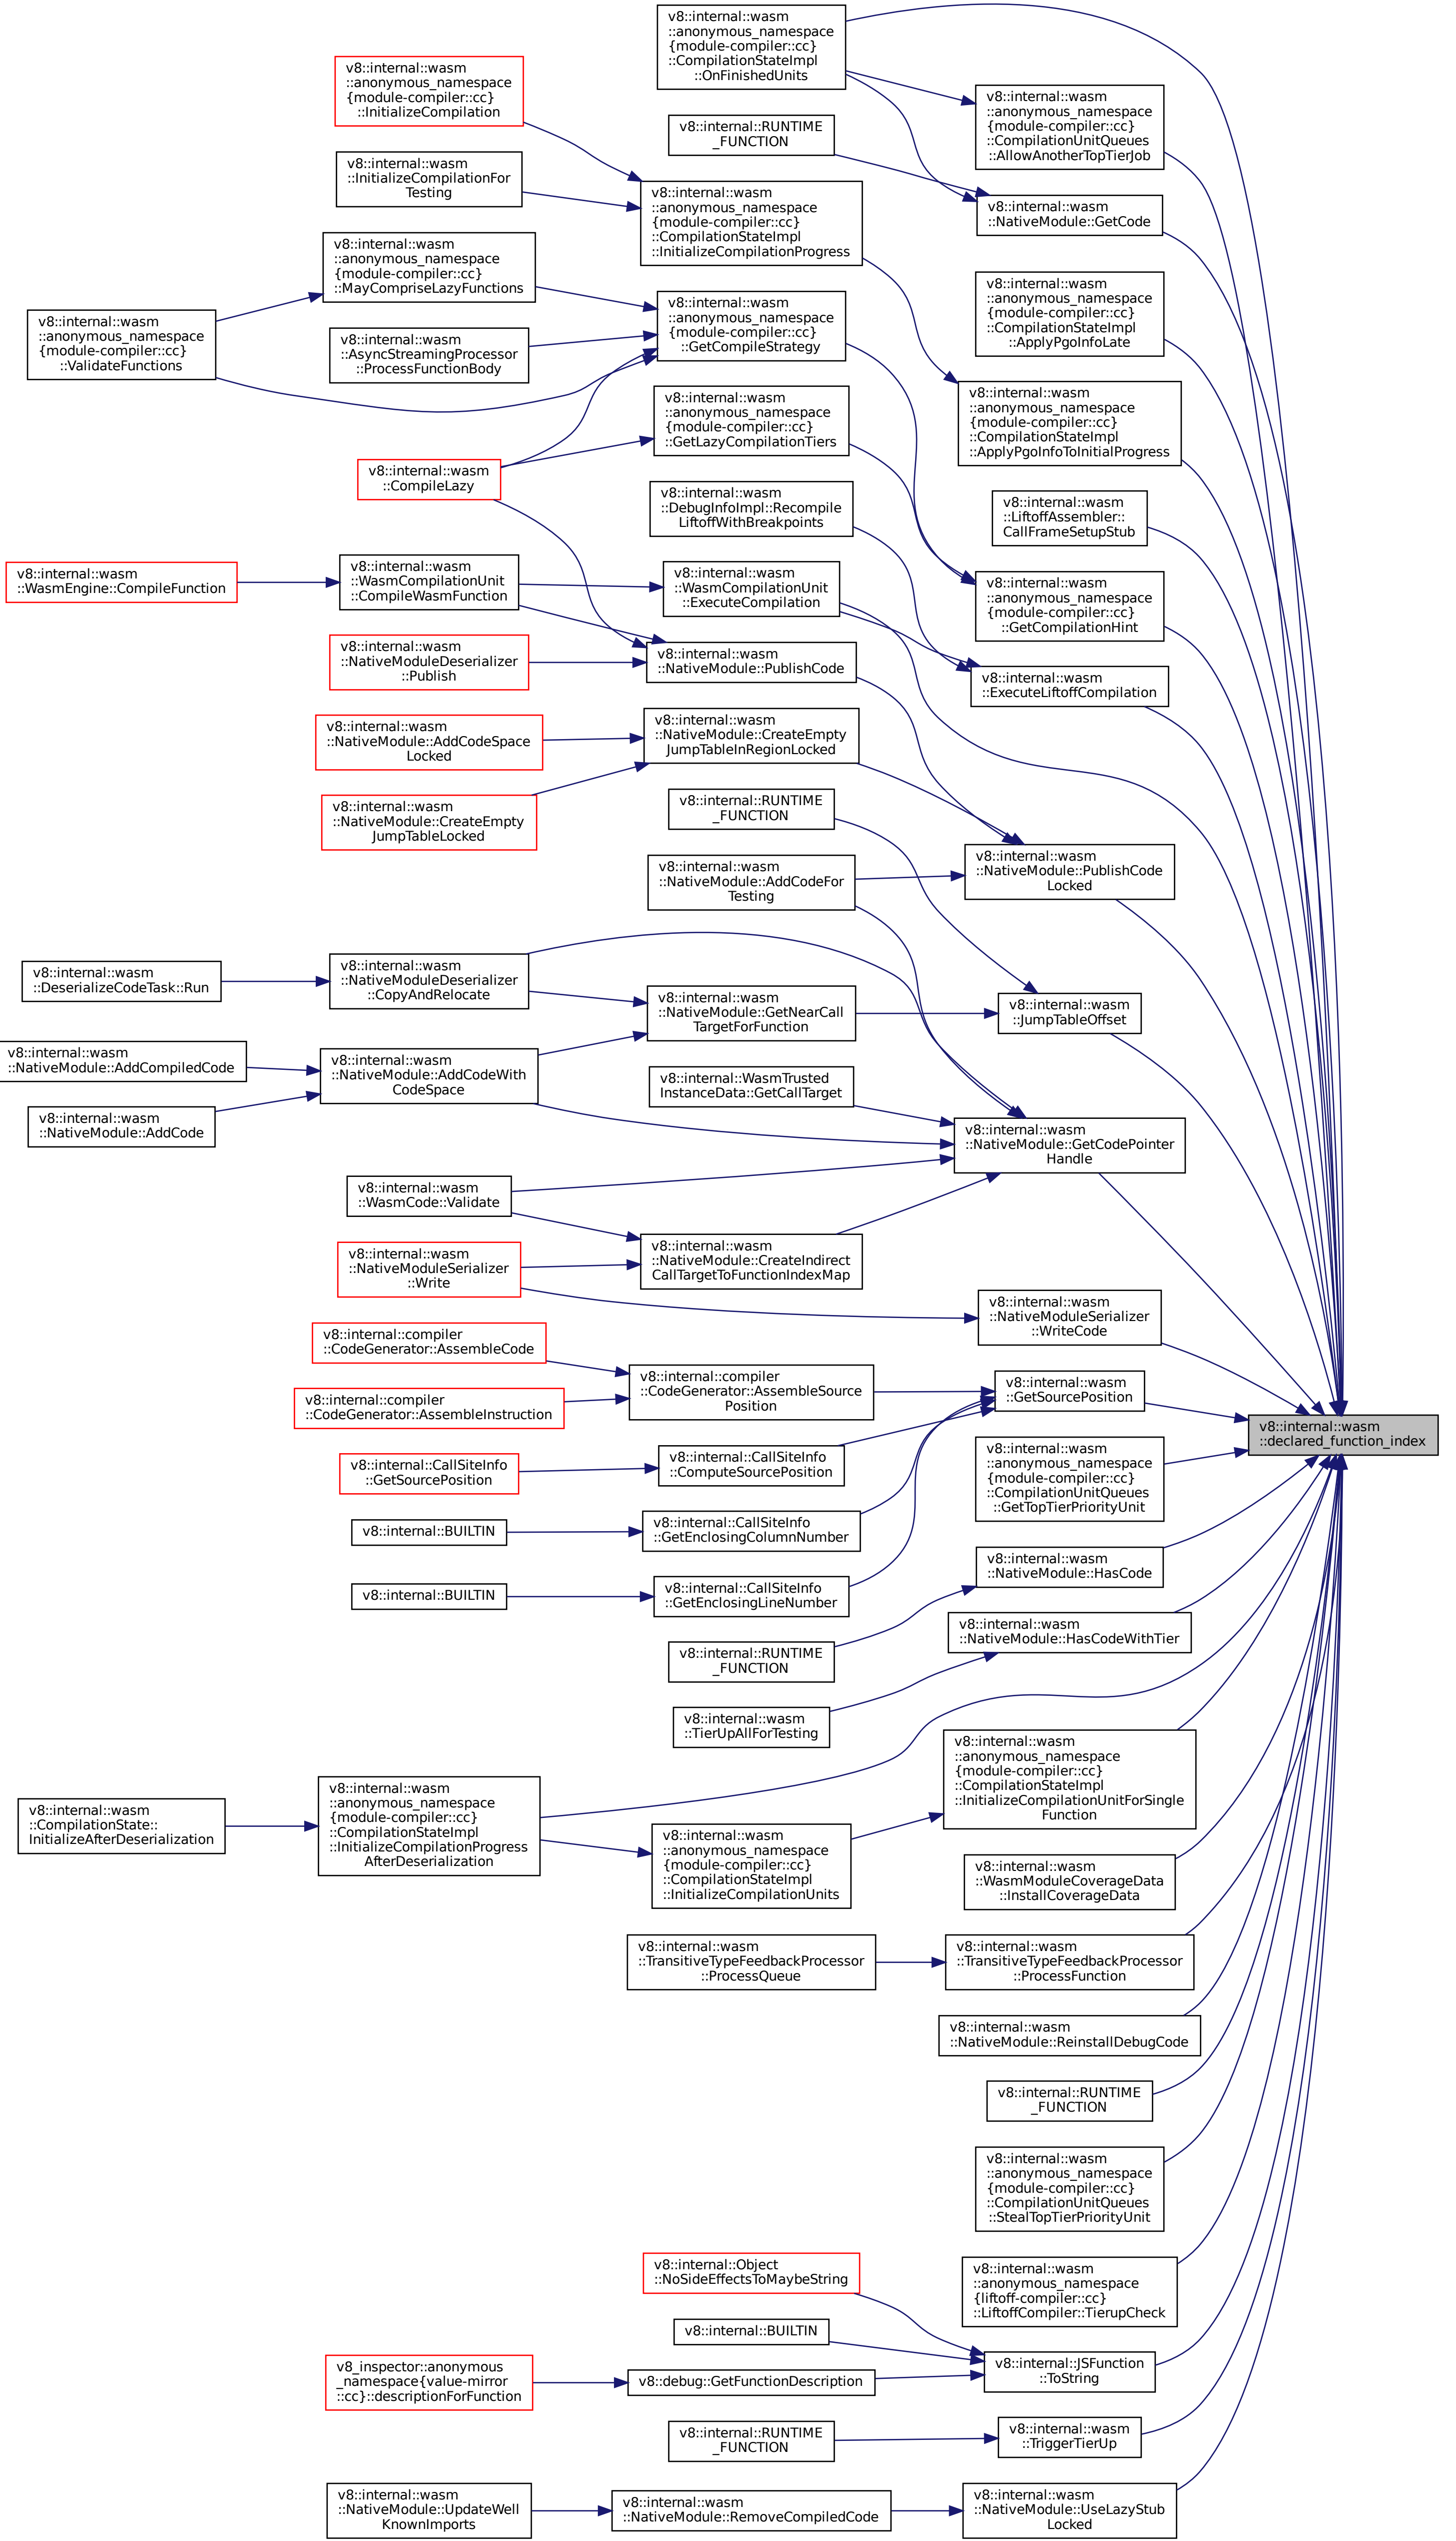 v8::internal::wasm
::declared_function_index
v8::internal::wasm
::anonymous_namespace
{module-compiler::cc}
::CompilationStateImpl
::OnFinishedUnits
v8::internal::wasm
::anonymous_namespace
{module-compiler::cc}
::CompilationUnitQueues
::AllowAnotherTopTierJob
v8::internal::wasm
::NativeModule::GetCode
v8::internal::RUNTIME
_FUNCTION
v8::internal::wasm
::anonymous_namespace
{module-compiler::cc}
::CompilationStateImpl
::ApplyPgoInfoLate
v8::internal::wasm
::anonymous_namespace
{module-compiler::cc}
::CompilationStateImpl
::ApplyPgoInfoToInitialProgress
v8::internal::wasm
::anonymous_namespace
{module-compiler::cc}
::CompilationStateImpl
::InitializeCompilationProgress
v8::internal::wasm
::anonymous_namespace
{module-compiler::cc}
::InitializeCompilation
v8::internal::wasm
::InitializeCompilationFor
Testing
v8::internal::wasm
::LiftoffAssembler::
CallFrameSetupStub
v8::internal::wasm
::anonymous_namespace
{module-compiler::cc}
::GetCompilationHint
v8::internal::wasm
::anonymous_namespace
{module-compiler::cc}
::GetCompileStrategy
v8::internal::wasm
::anonymous_namespace
{module-compiler::cc}
::MayCompriseLazyFunctions
v8::internal::wasm
::anonymous_namespace
{module-compiler::cc}
::ValidateFunctions
v8::internal::wasm
::AsyncStreamingProcessor
::ProcessFunctionBody
v8::internal::wasm
::CompileLazy
v8::internal::wasm
::anonymous_namespace
{module-compiler::cc}
::GetLazyCompilationTiers
v8::internal::wasm
::ExecuteLiftoffCompilation
v8::internal::wasm
::DebugInfoImpl::Recompile
LiftoffWithBreakpoints
v8::internal::wasm
::WasmCompilationUnit
::ExecuteCompilation
v8::internal::wasm
::WasmCompilationUnit
::CompileWasmFunction
v8::internal::wasm
::WasmEngine::CompileFunction
v8::internal::wasm
::NativeModule::PublishCode
v8::internal::wasm
::NativeModuleDeserializer
::Publish
v8::internal::wasm
::NativeModule::PublishCode
Locked
v8::internal::wasm
::NativeModule::CreateEmpty
JumpTableInRegionLocked
v8::internal::wasm
::NativeModule::AddCodeSpace
Locked
v8::internal::wasm
::NativeModule::CreateEmpty
JumpTableLocked
v8::internal::RUNTIME
_FUNCTION
v8::internal::wasm
::NativeModule::AddCodeFor
Testing
v8::internal::wasm
::JumpTableOffset
v8::internal::wasm
::NativeModule::GetNearCall
TargetForFunction
v8::internal::wasm
::NativeModuleDeserializer
::CopyAndRelocate
v8::internal::wasm
::DeserializeCodeTask::Run
v8::internal::wasm
::NativeModule::AddCodeWith
CodeSpace
v8::internal::wasm
::NativeModule::AddCompiledCode
v8::internal::wasm
::NativeModule::AddCode
v8::internal::wasm
::NativeModule::GetCodePointer
Handle
v8::internal::WasmTrusted
InstanceData::GetCallTarget
v8::internal::wasm
::WasmCode::Validate
v8::internal::wasm
::NativeModule::CreateIndirect
CallTargetToFunctionIndexMap
v8::internal::wasm
::NativeModuleSerializer
::Write
v8::internal::wasm
::NativeModuleSerializer
::WriteCode
v8::internal::wasm
::GetSourcePosition
v8::internal::compiler
::CodeGenerator::AssembleSource
Position
v8::internal::compiler
::CodeGenerator::AssembleCode
v8::internal::compiler
::CodeGenerator::AssembleInstruction
v8::internal::CallSiteInfo
::ComputeSourcePosition
v8::internal::CallSiteInfo
::GetSourcePosition
v8::internal::CallSiteInfo
::GetEnclosingColumnNumber
v8::internal::BUILTIN
v8::internal::CallSiteInfo
::GetEnclosingLineNumber
v8::internal::BUILTIN
v8::internal::wasm
::anonymous_namespace
{module-compiler::cc}
::CompilationUnitQueues
::GetTopTierPriorityUnit
v8::internal::wasm
::NativeModule::HasCode
v8::internal::RUNTIME
_FUNCTION
v8::internal::wasm
::NativeModule::HasCodeWithTier
v8::internal::wasm
::TierUpAllForTesting
v8::internal::wasm
::anonymous_namespace
{module-compiler::cc}
::CompilationStateImpl
::InitializeCompilationUnitForSingle
Function
v8::internal::wasm
::anonymous_namespace
{module-compiler::cc}
::CompilationStateImpl
::InitializeCompilationUnits
v8::internal::wasm
::anonymous_namespace
{module-compiler::cc}
::CompilationStateImpl
::InitializeCompilationProgress
AfterDeserialization
v8::internal::wasm
::CompilationState::
InitializeAfterDeserialization
v8::internal::wasm
::WasmModuleCoverageData
::InstallCoverageData
v8::internal::wasm
::TransitiveTypeFeedbackProcessor
::ProcessFunction
v8::internal::wasm
::TransitiveTypeFeedbackProcessor
::ProcessQueue
v8::internal::wasm
::NativeModule::ReinstallDebugCode
v8::internal::RUNTIME
_FUNCTION
v8::internal::wasm
::anonymous_namespace
{module-compiler::cc}
::CompilationUnitQueues
::StealTopTierPriorityUnit
v8::internal::wasm
::anonymous_namespace
{liftoff-compiler::cc}
::LiftoffCompiler::TierupCheck
v8::internal::JSFunction
::ToString
v8::internal::Object
::NoSideEffectsToMaybeString
v8::internal::BUILTIN
v8::debug::GetFunctionDescription
v8_inspector::anonymous
_namespace{value-mirror
::cc}::descriptionForFunction
v8::internal::wasm
::TriggerTierUp
v8::internal::RUNTIME
_FUNCTION
v8::internal::wasm
::NativeModule::UseLazyStub
Locked
v8::internal::wasm
::NativeModule::RemoveCompiledCode
v8::internal::wasm
::NativeModule::UpdateWell
KnownImports